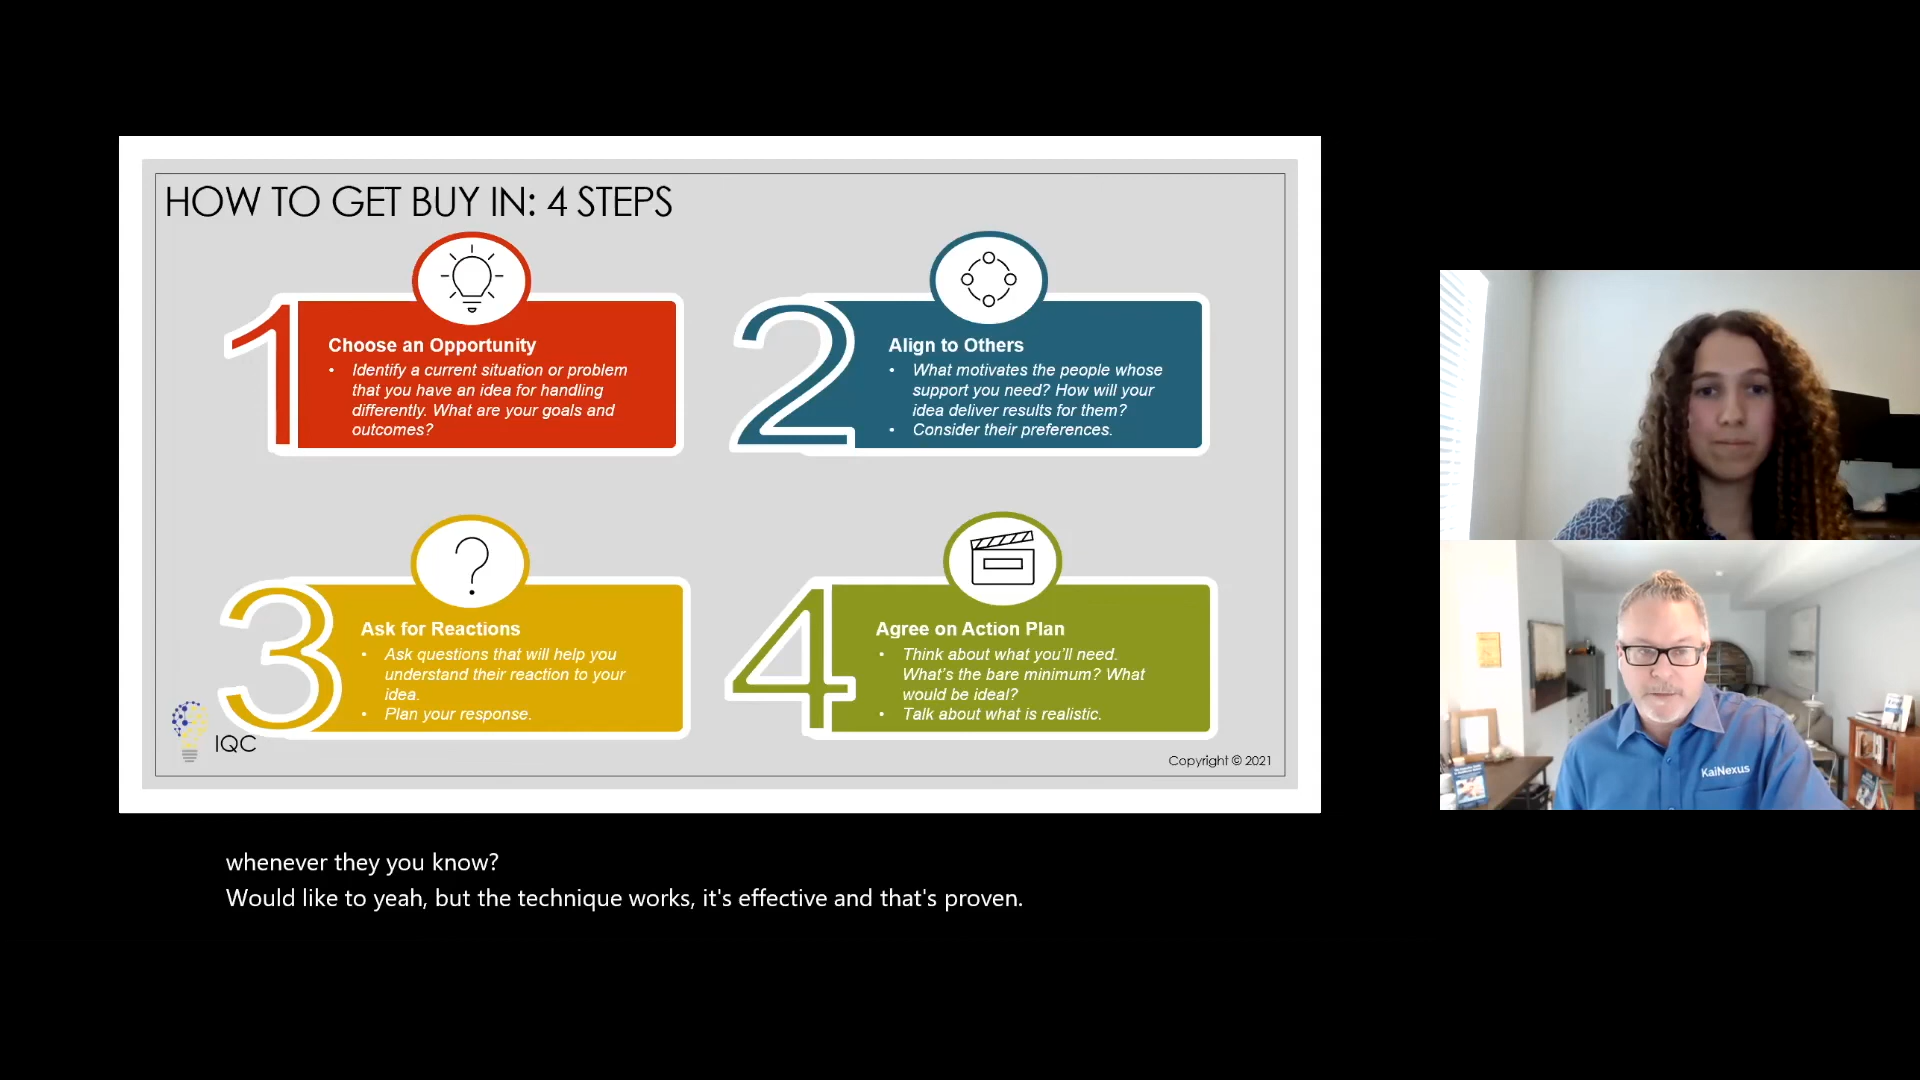 HOW TO GET BUY IN: 4 STEPS
1
Choose an Opportunity
• Identify a current situation or problem
that you have an idea for handling
differently. What are your goals and
outcomes?
2
Align to Others
• What motivates the people whose
support you need? How will your
idea deliver results for them?
• Consider their preferences.
3
Ask for Reactions
• Ask questions that will help you
understand their reaction to your
idea.
• Plan your response.
4
Agree on Action Plan
• Think about what you'll need.
What's the bare minimum? What
would be ideal?
• Talk about what is realistic.
IQC
Copyright © 2021
KaiNexus
whenever they you know?
Would like to yeah, but the technique works, it's effective and that's proven.